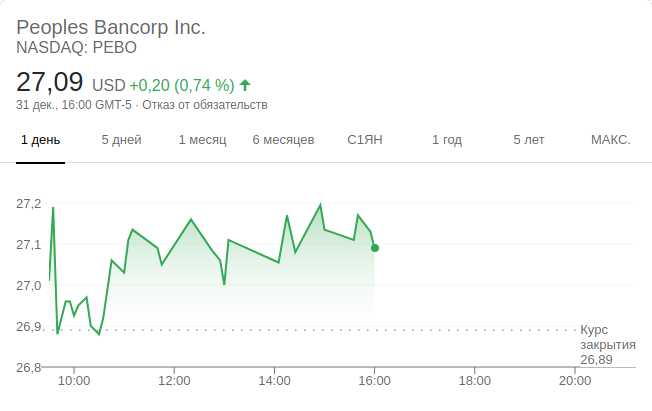 Peoples Bancorp Inc.
NASDAQ: PEBO
27,09 USD +0,20 (0,74 %)
31 дек., 16:00 GMT-5 · Отказ от обязательств
1 день 5 дней 1 месяц 6 месяцев С1ЯН 1 год 5 лет МАКС.
27,2
27,1
27,0
26,9
26,8
Курс
закрытия
26,89
10:00 12:00 14:00 16:00 18:00 20:00